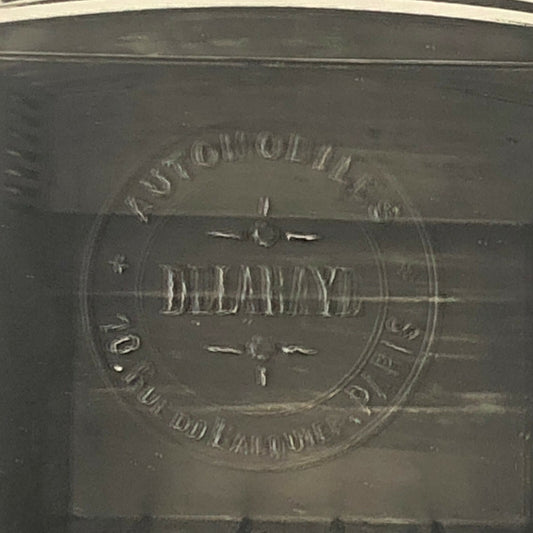 AUTOMOBILES
DELAHAYE
10, RUE DU BANQUIER, PARIS